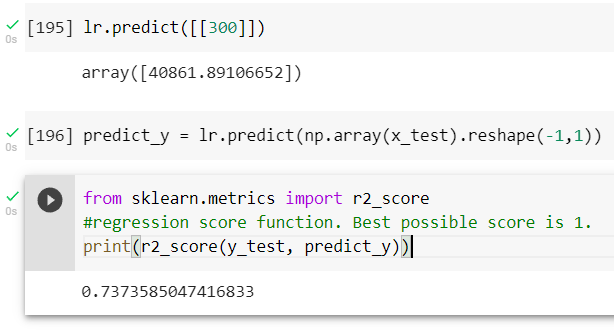 [195] lr.predict([[300]])
0s
array([40861.89106652])
[196] predict_y = lr.predict(np.array(x_test).reshape(-1,1))
0s
from sklearn.metrics import r2_score
0s
#regression score function. Best possible score is 1.
print(r2_score(y_test, predict_y))
0.7373585047416833